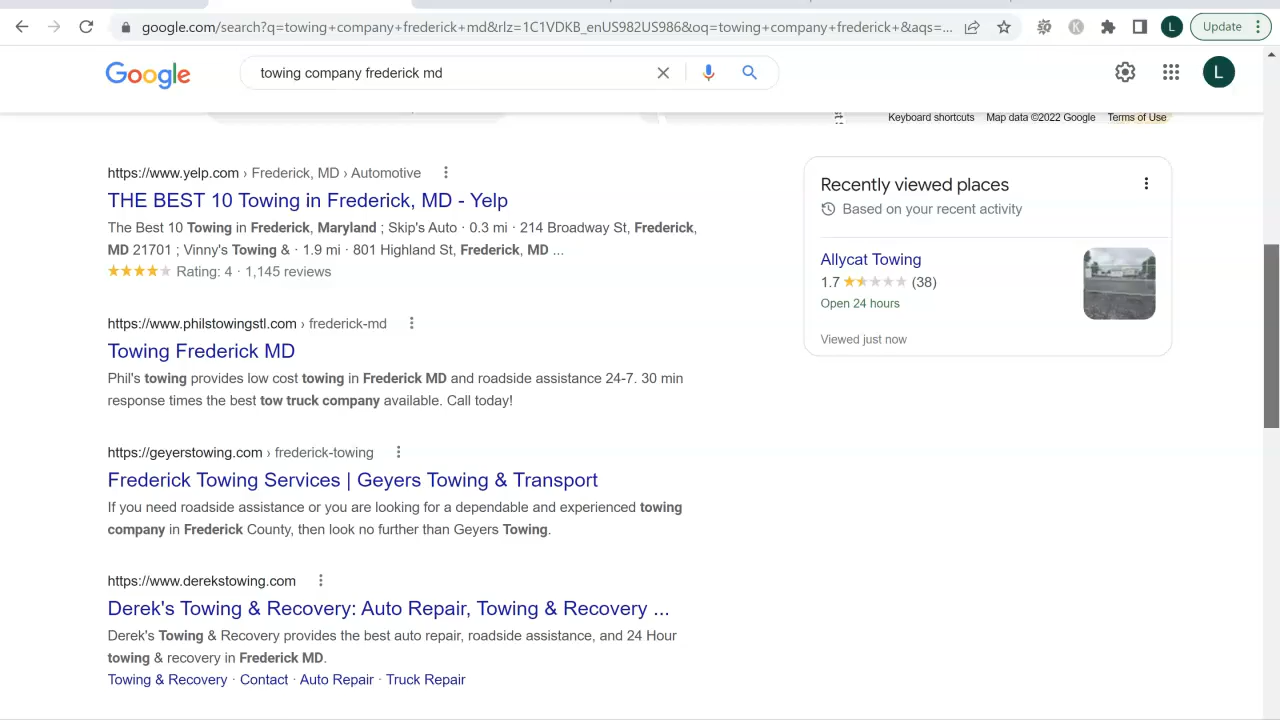 google.com/search?q=towing+company+frederick+md&rlz=1C1VDKB_enUS982US986&oq=towing+company+frederick+&aqs=...
L
Update
Google
towing company frederick md
L
Keyboard shortcuts Map data ©2022 Google Terms of Use
https://www.yelp.com › Frederick, MD › Automotive
THE BEST 10 Towing in Frederick, MD - Yelp
The Best 10 Towing in Frederick, Maryland ; Skip's Auto · 0.3 mi · 214 Broadway St, Frederick,
MD 21701 ; Vinny's Towing & · 1.9 mi · 801 Highland St, Frederick, MD ...
Rating: 4 · 1,145 reviews
https://www.philstowingstl.com › frederick-md
Towing Frederick MD
Phil's towing provides low cost towing in Frederick MD and roadside assistance 24-7. 30 min
response times the best tow truck company available. Call today!
https://geyerstowing.com › frederick-towing
Frederick Towing Services | Geyers Towing & Transport
If you need roadside assistance or you are looking for a dependable and experienced towing
company in Frederick County, then look no further than Geyers Towing.
https://www.derekstowing.com
Derek's Towing & Recovery: Auto Repair, Towing & Recovery ...
Derek's Towing & Recovery provides the best auto repair, roadside assistance, and 24 Hour
towing & recovery in Frederick MD.
Towing & Recovery · Contact · Auto Repair · Truck Repair
Recently viewed places
Based on your recent activity
Allycat Towing
1.7 (38)
Open 24 hours
Viewed just now